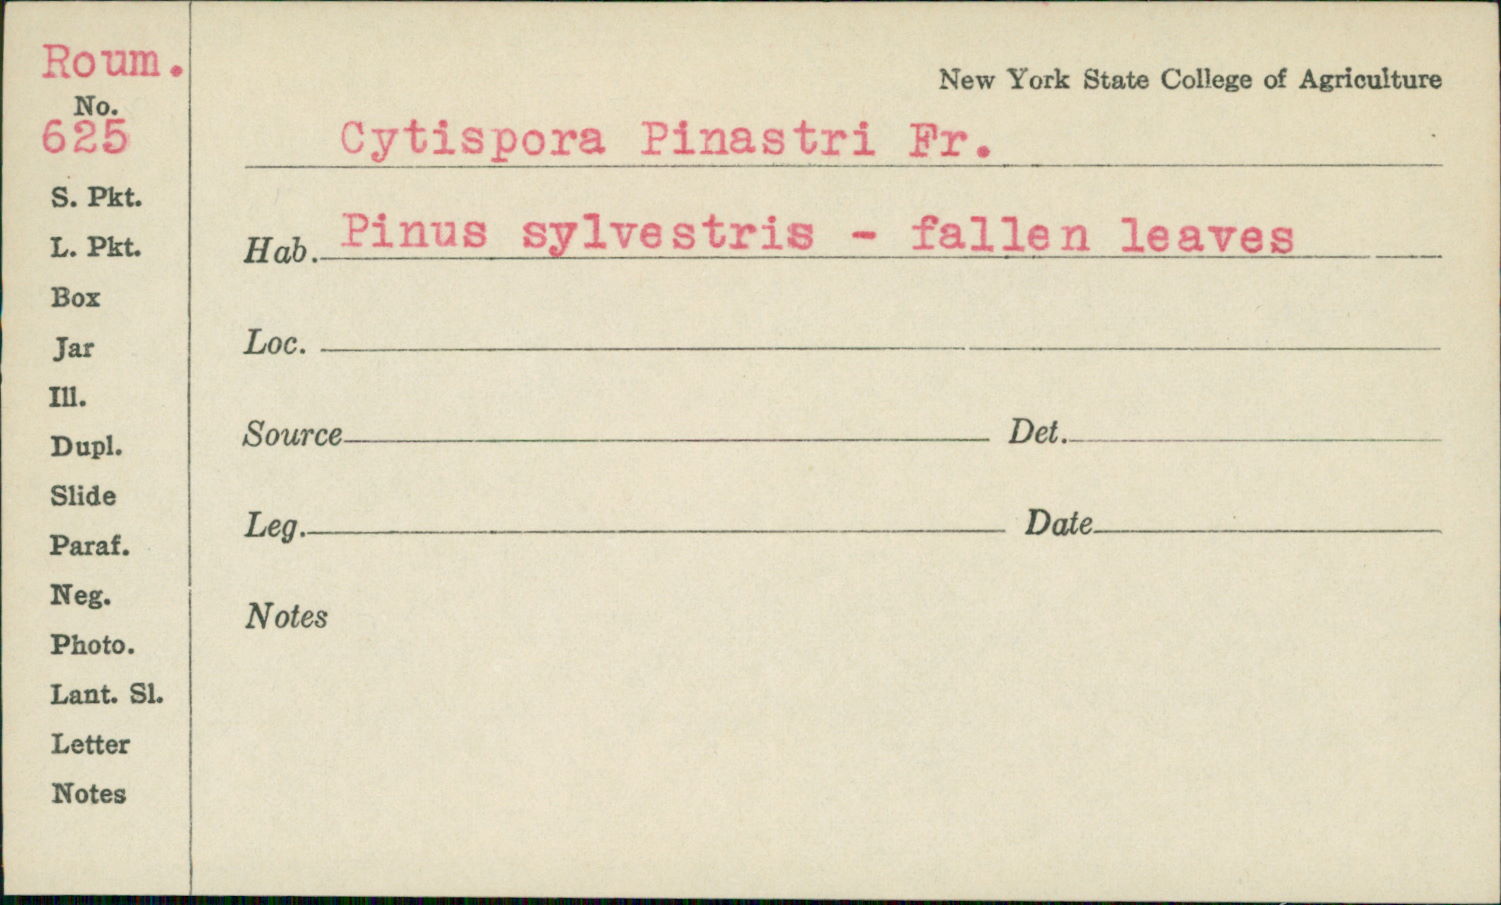 Roum.
No.
625
S. Pkt.
L. Pkt.
Box
Jar
Ill.
Dupl.
Slide
Paraf.
Neg.
Photo.
Lant. Sl.
Letter
Notes
New York State College of Agriculture
Cytispora Pinastri Fr.
Hab. Pinus sylvestris - fallen leaves
Loc.
Source Det.
Leg. Date
Notes